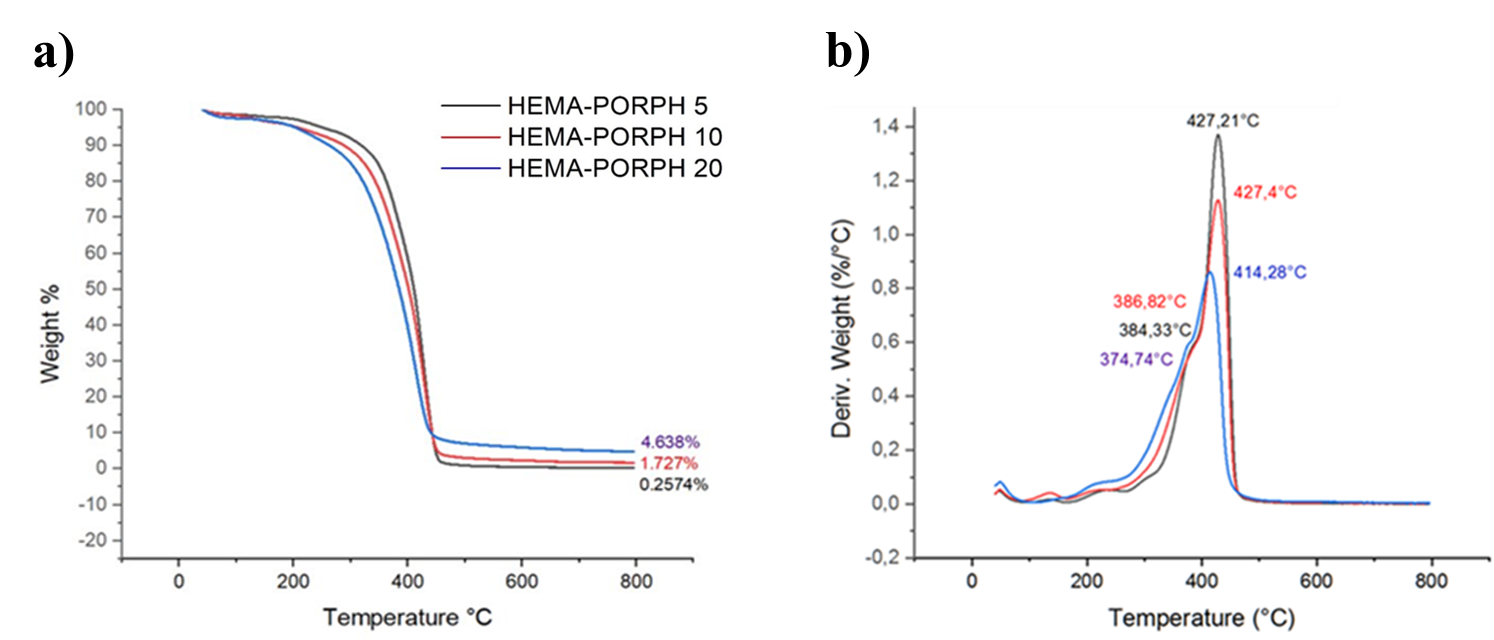 a)
HEMA-PORPH 5
HEMA-PORPH 10
HEMA-PORPH 20
100
90
80
70
60
50
40
30
20
10
0
-10
-20
Weight %
4.638%
1.727%
0.2574%
0
200
400
600
800
Temperature °C
b)
1,4
1,2
1,0
0,8
0,6
0,4
0,2
0,0
-0,2
Deriv. Weight (%/°C)
427,21°C
427,4°C
414,28°C
386,82°C
384,33°C
374,74°C
0
200
400
600
800
Temperature (°C)